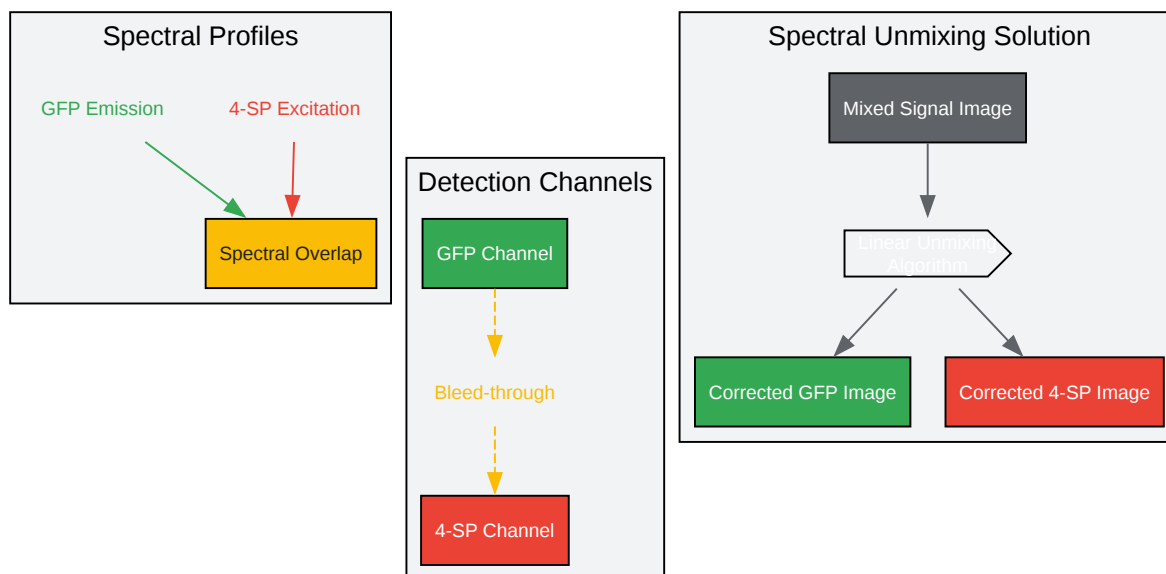 Spectral Profiles
GFP Emission
4-SP Excitation
Spectral Overlap
Detection Channels
GFP Channel
Bleed-through
4-SP Channel
Spectral Unmixing Solution
Mixed Signal Image
Linear Unmixing
Algorithm
Corrected GFP Image
Corrected 4-SP Image